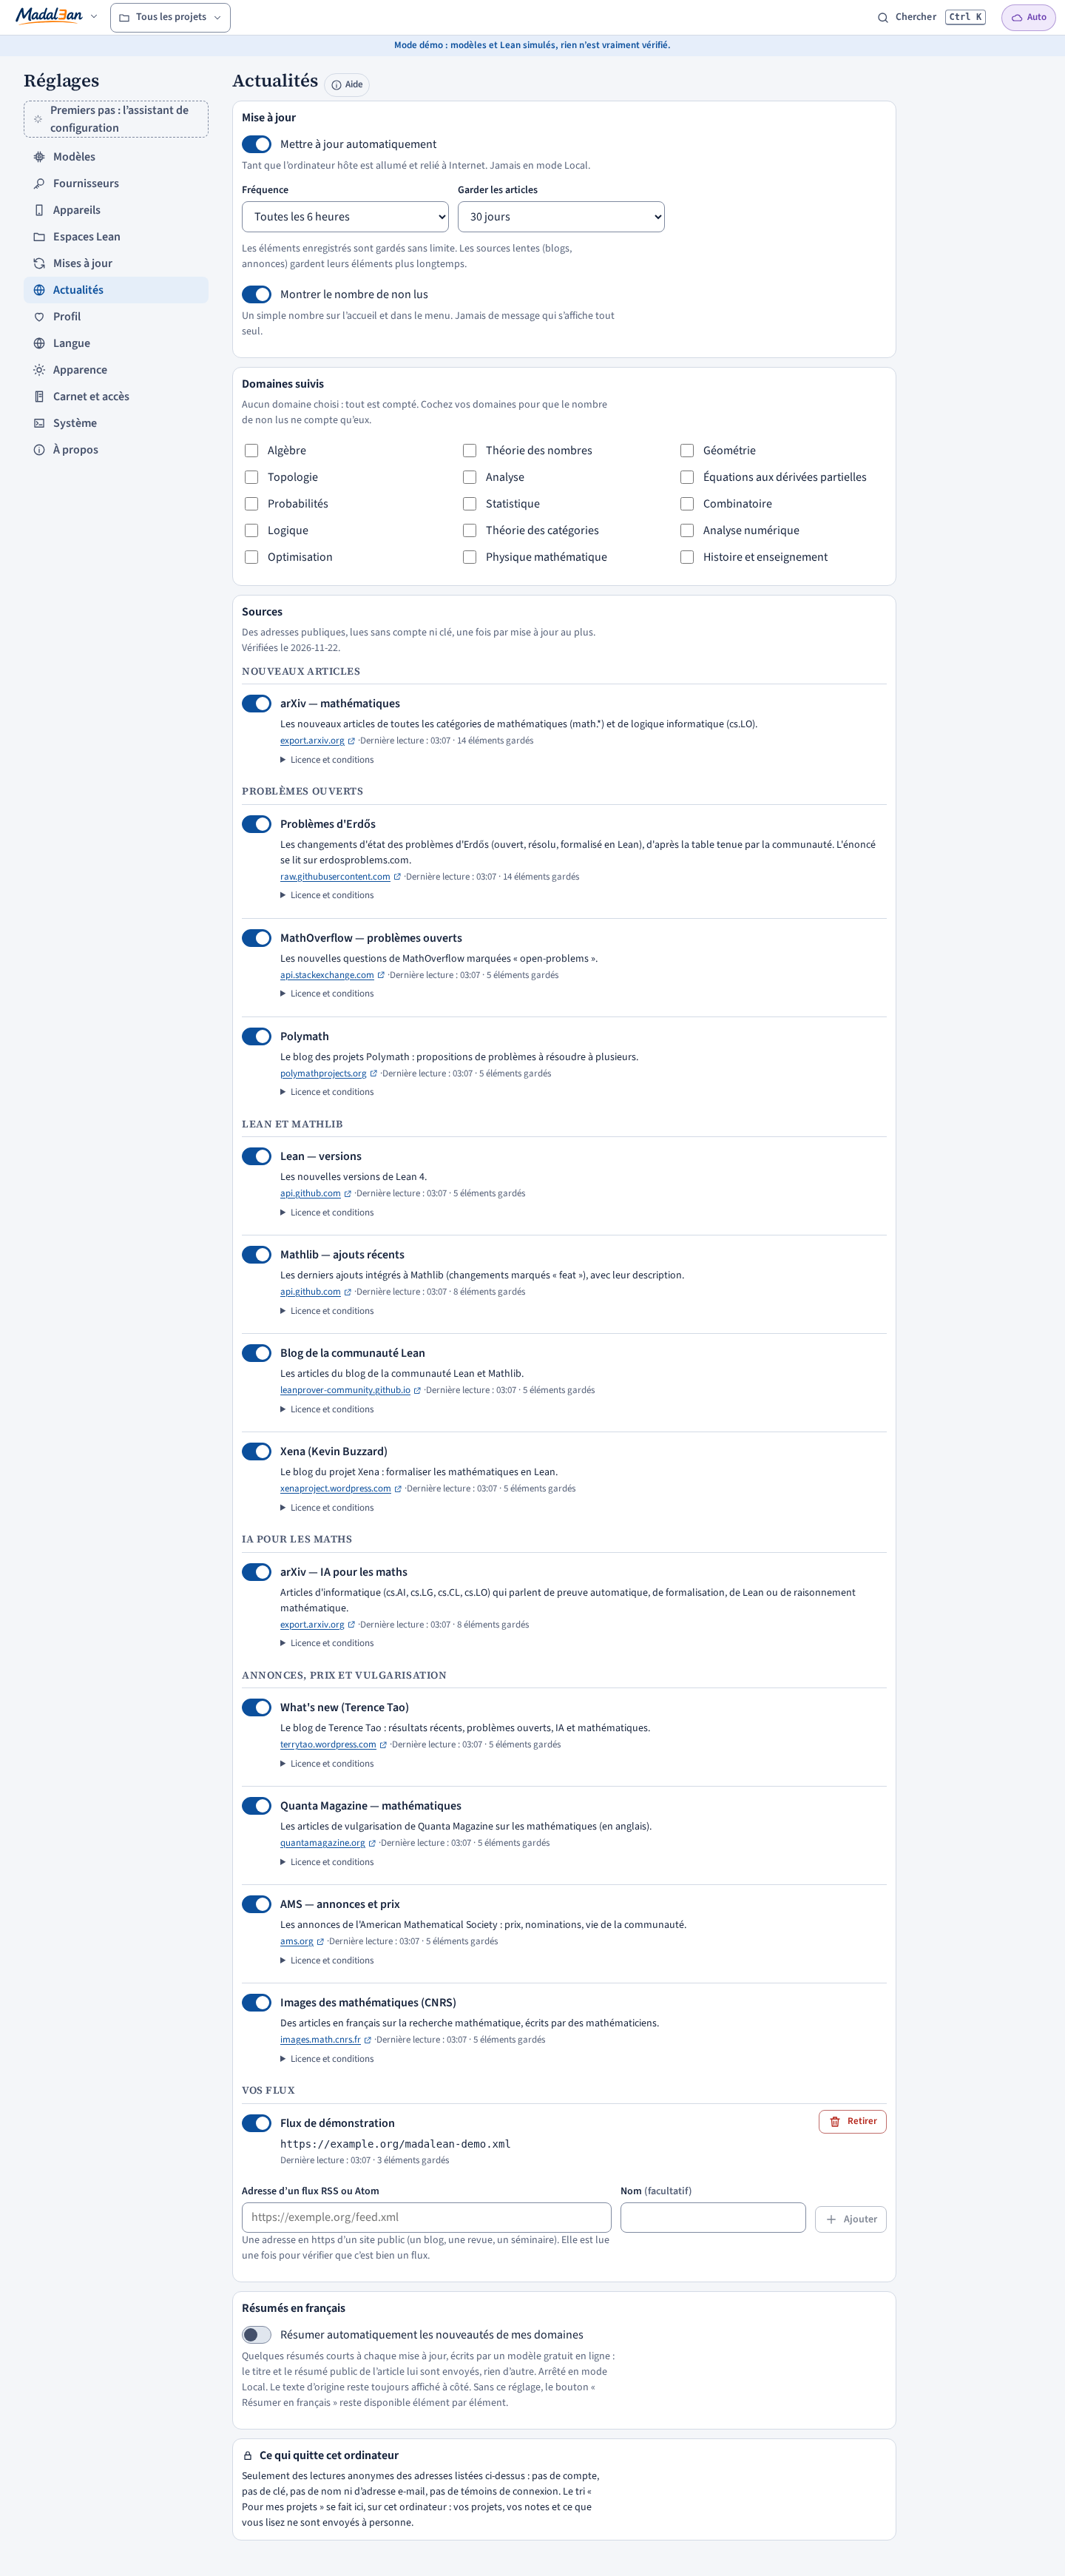 MadaLean
Tous les projets
Chercher Ctrl K
Auto
Mode démo : modèles et Lean simulés, rien n’est vraiment vérifié.
Réglages
Premiers pas : l’assistant de
configuration
Modèles
Fournisseurs
Appareils
Espaces Lean
Mises à jour
Actualités
Profil
Langue
Apparence
Carnet et accès
Système
À propos
Actualités
Aide
Mise à jour
Mettre à jour automatiquement
Tant que l’ordinateur hôte est allumé et relié à Internet. Jamais en mode Local.
Fréquence Garder les articles
Toutes les 6 heures 30 jours
Les éléments enregistrés sont gardés sans limite. Les sources lentes (blogs,
annonces) gardent leurs éléments plus longtemps.
Montrer le nombre de non lus
Un simple nombre sur l’accueil et dans le menu. Jamais de message qui s’affiche tout
seul.
Domaines suivis
Aucun domaine choisi : tout est compté. Cochez vos domaines pour que le nombre
de non lus ne compte qu’eux.
Algèbre Théorie des nombres Géométrie
Topologie Analyse Équations aux dérivées partielles
Probabilités Statistique Combinatoire
Logique Théorie des catégories Analyse numérique
Optimisation Physique mathématique Histoire et enseignement
Sources
Des adresses publiques, lues sans compte ni clé, une fois par mise à jour au plus.
Vérifiées le 2026-11-22.
NOUVEAUX ARTICLES
arXiv — mathématiques
Les nouveaux articles de toutes les catégories de mathématiques (math.*) et de logique informatique (cs.LO).
export.arxiv.org ·Dernière lecture : 03:07 · 14 éléments gardés
Licence et conditions
PROBLÈMES OUVERTS
Problèmes d'Erdős
Les changements d'état des problèmes d'Erdős (ouvert, résolu, formalisé en Lean), d'après la table tenue par la communauté. L'énoncé
se lit sur erdosproblems.com.
raw.githubusercontent.com ·Dernière lecture : 03:07 · 14 éléments gardés
Licence et conditions
MathOverflow — problèmes ouverts
Les nouvelles questions de MathOverflow marquées « open-problems ».
api.stackexchange.com ·Dernière lecture : 03:07 · 5 éléments gardés
Licence et conditions
Polymath
Le blog des projets Polymath : propositions de problèmes à résoudre à plusieurs.
polymathprojects.org ·Dernière lecture : 03:07 · 5 éléments gardés
Licence et conditions
LEAN ET MATHLIB
Lean — versions
Les nouvelles versions de Lean 4.
api.github.com ·Dernière lecture : 03:07 · 5 éléments gardés
Licence et conditions
Mathlib — ajouts récents
Les derniers ajouts intégrés à Mathlib (changements marqués « feat »), avec leur description.
api.github.com ·Dernière lecture : 03:07 · 8 éléments gardés
Licence et conditions
Blog de la communauté Lean
Les articles du blog de la communauté Lean et Mathlib.
leanprover-community.github.io ·Dernière lecture : 03:07 · 5 éléments gardés
Licence et conditions
Xena (Kevin Buzzard)
Le blog du projet Xena : formaliser les mathématiques en Lean.
xenaproject.wordpress.com ·Dernière lecture : 03:07 · 5 éléments gardés
Licence et conditions
IA POUR LES MATHS
arXiv — IA pour les maths
Articles d'informatique (cs.AI, cs.LG, cs.CL, cs.LO) qui parlent de preuve automatique, de formalisation, de Lean ou de raisonnement
mathématique.
export.arxiv.org ·Dernière lecture : 03:07 · 8 éléments gardés
Licence et conditions
ANNONCES, PRIX ET VULGARISATION
What's new (Terence Tao)
Le blog de Terence Tao : résultats récents, problèmes ouverts, IA et mathématiques.
terrytao.wordpress.com ·Dernière lecture : 03:07 · 5 éléments gardés
Licence et conditions
Quanta Magazine — mathématiques
Les articles de vulgarisation de Quanta Magazine sur les mathématiques (en anglais).
quantamagazine.org ·Dernière lecture : 03:07 · 5 éléments gardés
Licence et conditions
AMS — annonces et prix
Les annonces de l'American Mathematical Society : prix, nominations, vie de la communauté.
ams.org ·Dernière lecture : 03:07 · 5 éléments gardés
Licence et conditions
Images des mathématiques (CNRS)
Des articles en français sur la recherche mathématique, écrits par des mathématiciens.
images.math.cnrs.fr ·Dernière lecture : 03:07 · 5 éléments gardés
Licence et conditions
VOS FLUX
Flux de démonstration
Retirer
https://example.org/madalean-demo.xml
Dernière lecture : 03:07 · 3 éléments gardés
Adresse d’un flux RSS ou Atom Nom (facultatif)
https://exemple.org/feed.xml
Ajouter
Une adresse en https d’un site public (un blog, une revue, un séminaire). Elle est lue
une fois pour vérifier que c’est bien un flux.
Résumés en français
Résumer automatiquement les nouveautés de mes domaines
Quelques résumés courts à chaque mise à jour, écrits par un modèle gratuit en ligne :
le titre et le résumé public de l’article lui sont envoyés, rien d’autre. Arrêté en mode
Local. Le texte d’origine reste toujours affiché à côté. Sans ce réglage, le bouton «
Résumer en français » reste disponible élément par élément.
Ce qui quitte cet ordinateur
Seulement des lectures anonymes des adresses listées ci-dessus : pas de compte,
pas de clé, pas de nom ni d’adresse e-mail, pas de témoins de connexion. Le tri «
Pour mes projets » se fait ici, sur cet ordinateur : vos projets, vos notes et ce que
vous lisez ne sont envoyés à personne.